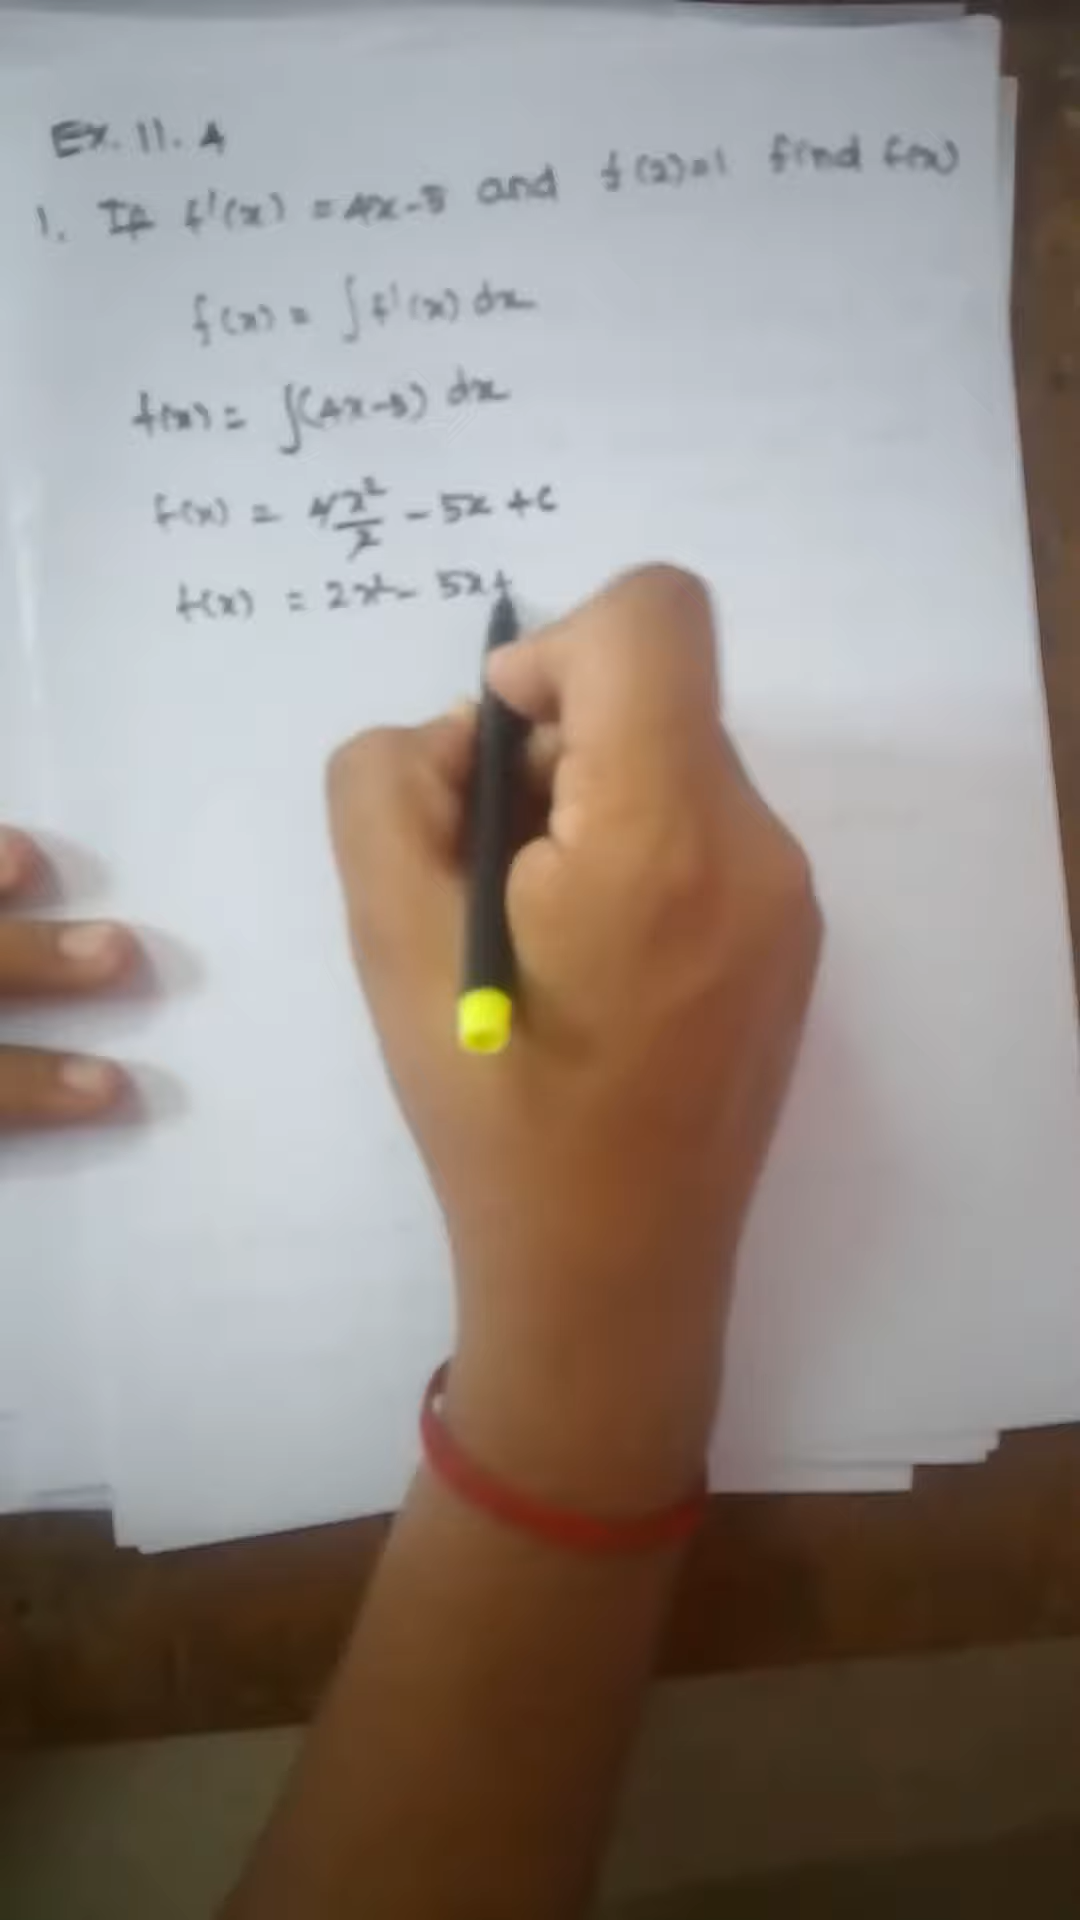 Ex. 11. 4
1. If f'(x) = 4x-5 and f(2)=1 find f(x)
f(x) = ∫f'(x) dx
f(x) = ∫(4x-5) dx
f(x) = 4x²/2 - 5x + c
f(x) = 2x² - 5x+